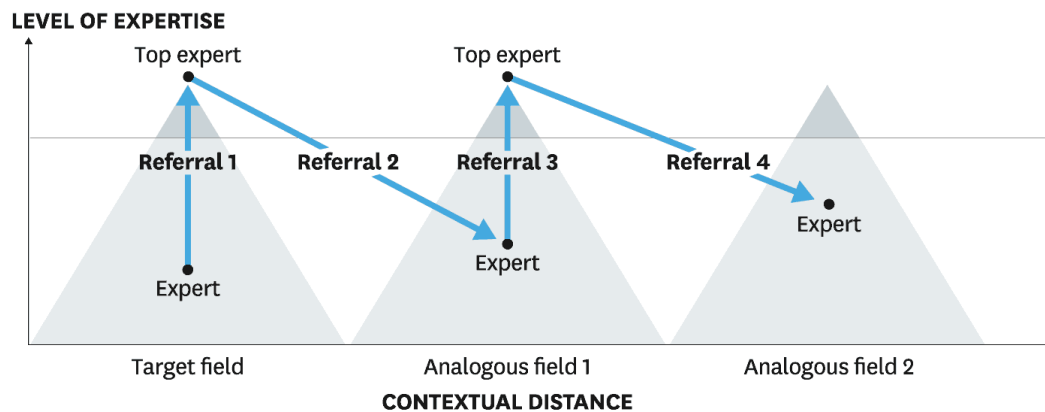 LEVEL OF EXPERTISE
Top expert
Top expert
Referral 1
Referral 2
Referral 3
Referral 4
Expert
Expert
Expert
Target field
Analogous field 1
Analogous field 2
CONTEXTUAL DISTANCE